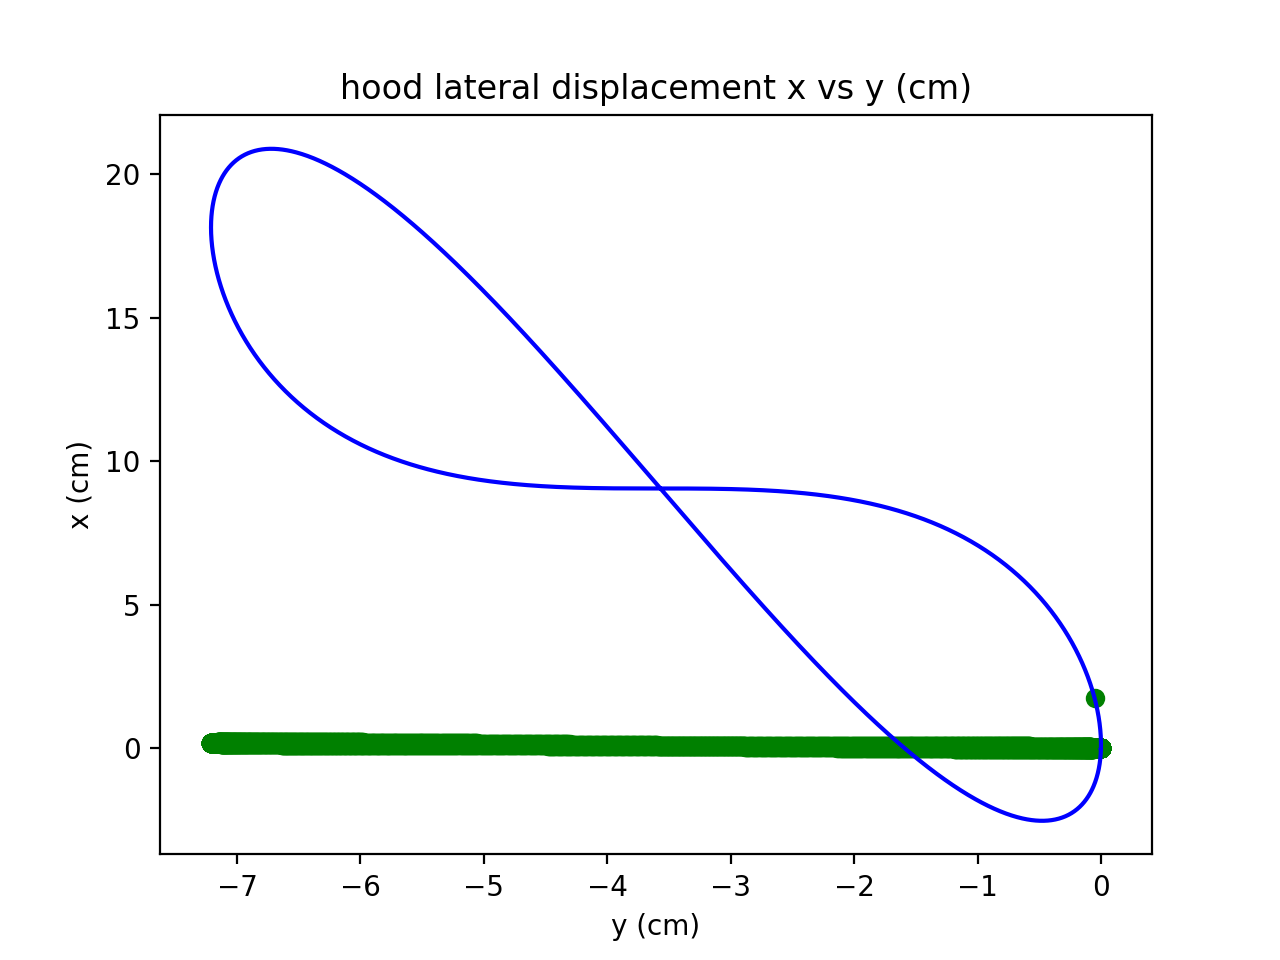 hood lateral displacement x vs y (cm)
20
15
10
5
0
x (cm)
−7 −6 −5 −4 −3 −2 −1 0
y (cm)